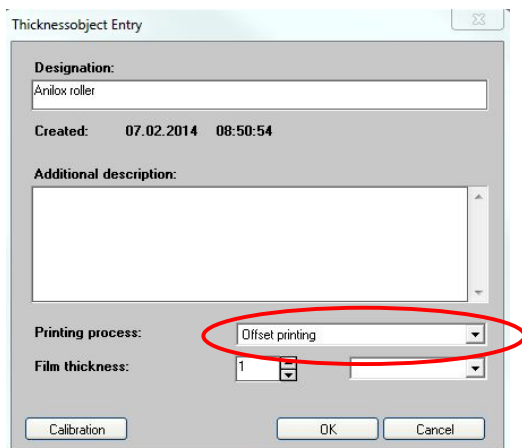 Thicknessobject Entry
Designation:
Anilox roller
Created: 07.02.2014 08:50:54
Additional description:
Printing process: Offset printing
Film thickness: 1
Calibration OK Cancel